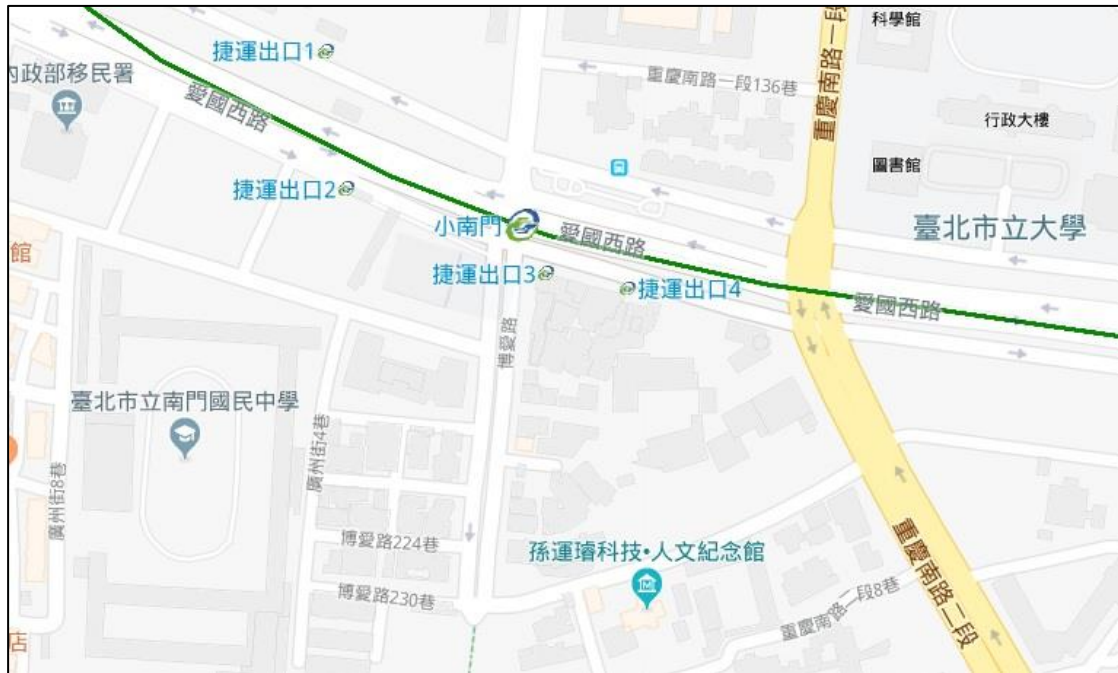 科學館
捷運出口1
重慶南路一段
內政部移民署
重慶南路一段136巷
愛國西路
行政大樓
圖書館
捷運出口2
小南門
愛國西路
臺北市立大學
館
捷運出口3
捷運出口4
愛國西路
博愛路
臺北市立南門國民中學
廣州街4巷
廣州街8巷
博愛路224巷
孫運璿科技•人文紀念館
重慶南路二段
博愛路230巷
重慶南路二段8巷
店